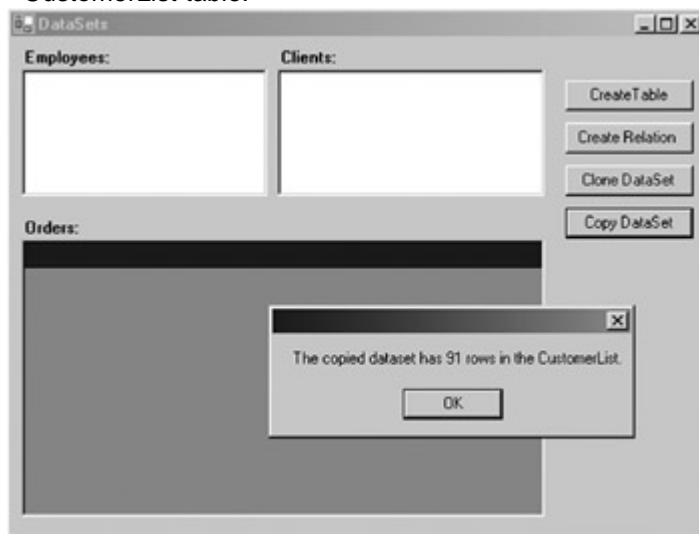 CustomerList table.
DataSets
Employees:
Clients:
CreateTable
Create Relation
Clone DataSet
Copy DataSet
Orders:
The copied dataset has 91 rows in the CustomerList.
OK